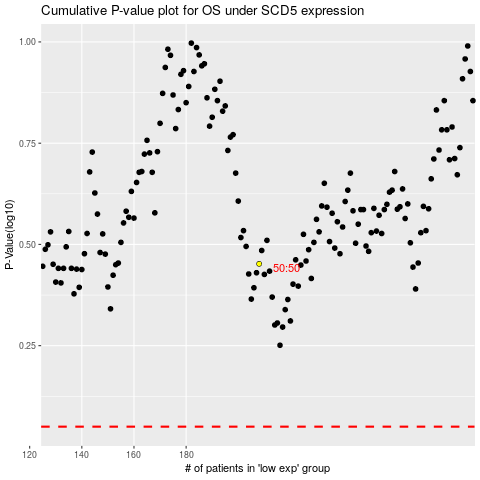 Cumulative P-value plot for OS under SCD5 expression
P-Value(log10)
1.00
0.75
0.50
0.25
50:50
120 140 160 180
# of patients in 'low exp' group